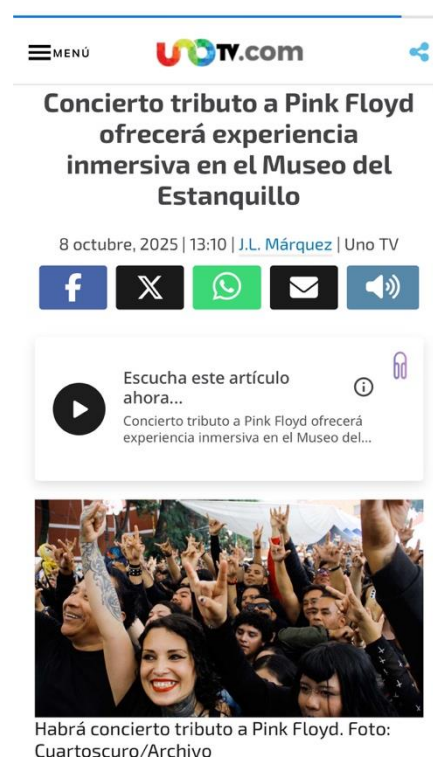 MENÚ
UNOTV.com
Concierto tributo a Pink Floyd
ofrecerá experiencia
inmersiva en el Museo del
Estanquillo
8 octubre, 2025 | 13:10 | J.L. Márquez | Uno TV
Escucha este artículo
ahora...
Concierto tributo a Pink Floyd ofrecerá
experiencia inmersiva en el Museo del...
Habrá concierto tributo a Pink Floyd. Foto:
Cuartoscuro/Archivo